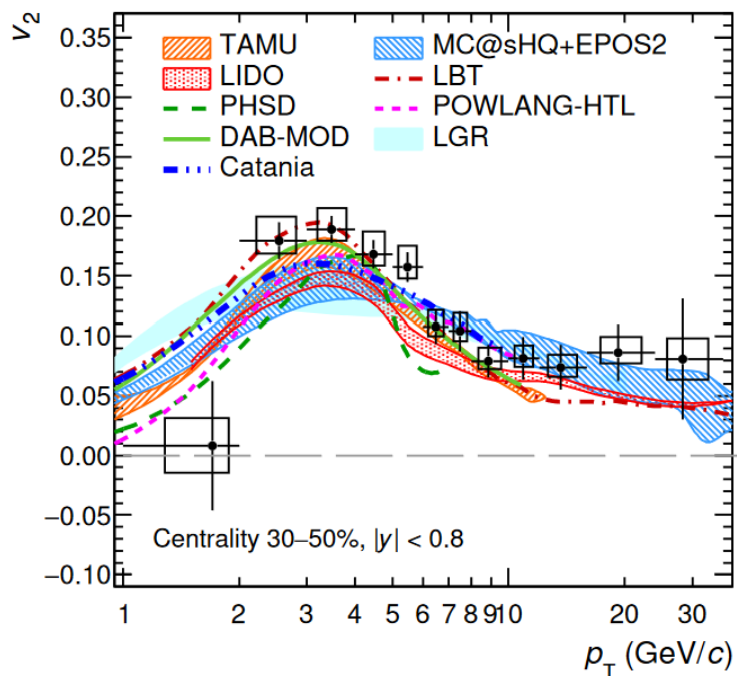 v₂
0.35
0.30
0.25
0.20
0.15
0.10
0.05
0.00
−0.05
−0.10
TAMU
MC@sHQ+EPOS2
LIDO
LBT
PHSD
POWLANG-HTL
DAB-MOD
LGR
Catania
Centrality 30–50%, |y| < 0.8
1 2 3 4 5 6 7 8 9 10 20 30
p_T (GeV/c)